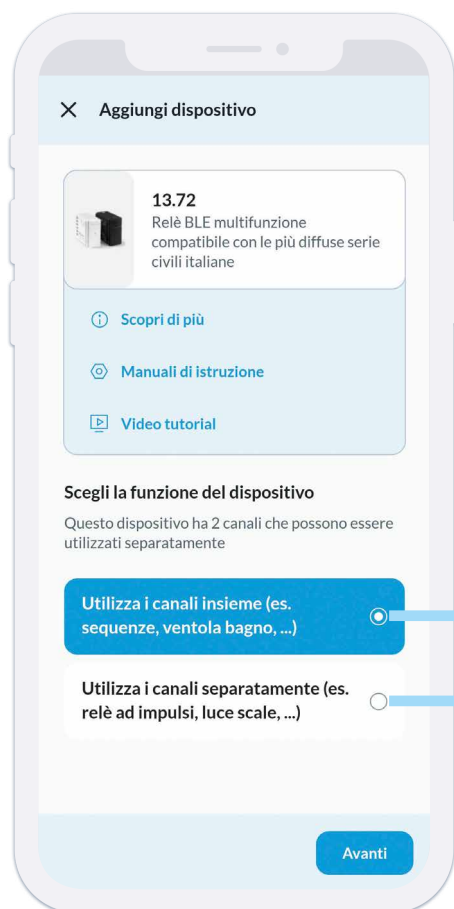 Aggiungi dispositivo
13.72
Relè BLE multifunzione
compatibile con le più diffuse serie
civili italiane
Scopri di più
Manuali di istruzione
Video tutorial
Scegli la funzione del dispositivo
Questo dispositivo ha 2 canali che possono essere
utilizzati separatamente
Utilizza i canali insieme (es.
sequenze, ventola bagno, ...)
Utilizza i canali separatamente (es.
relè ad impulsi, luce scale, ...)
Avanti